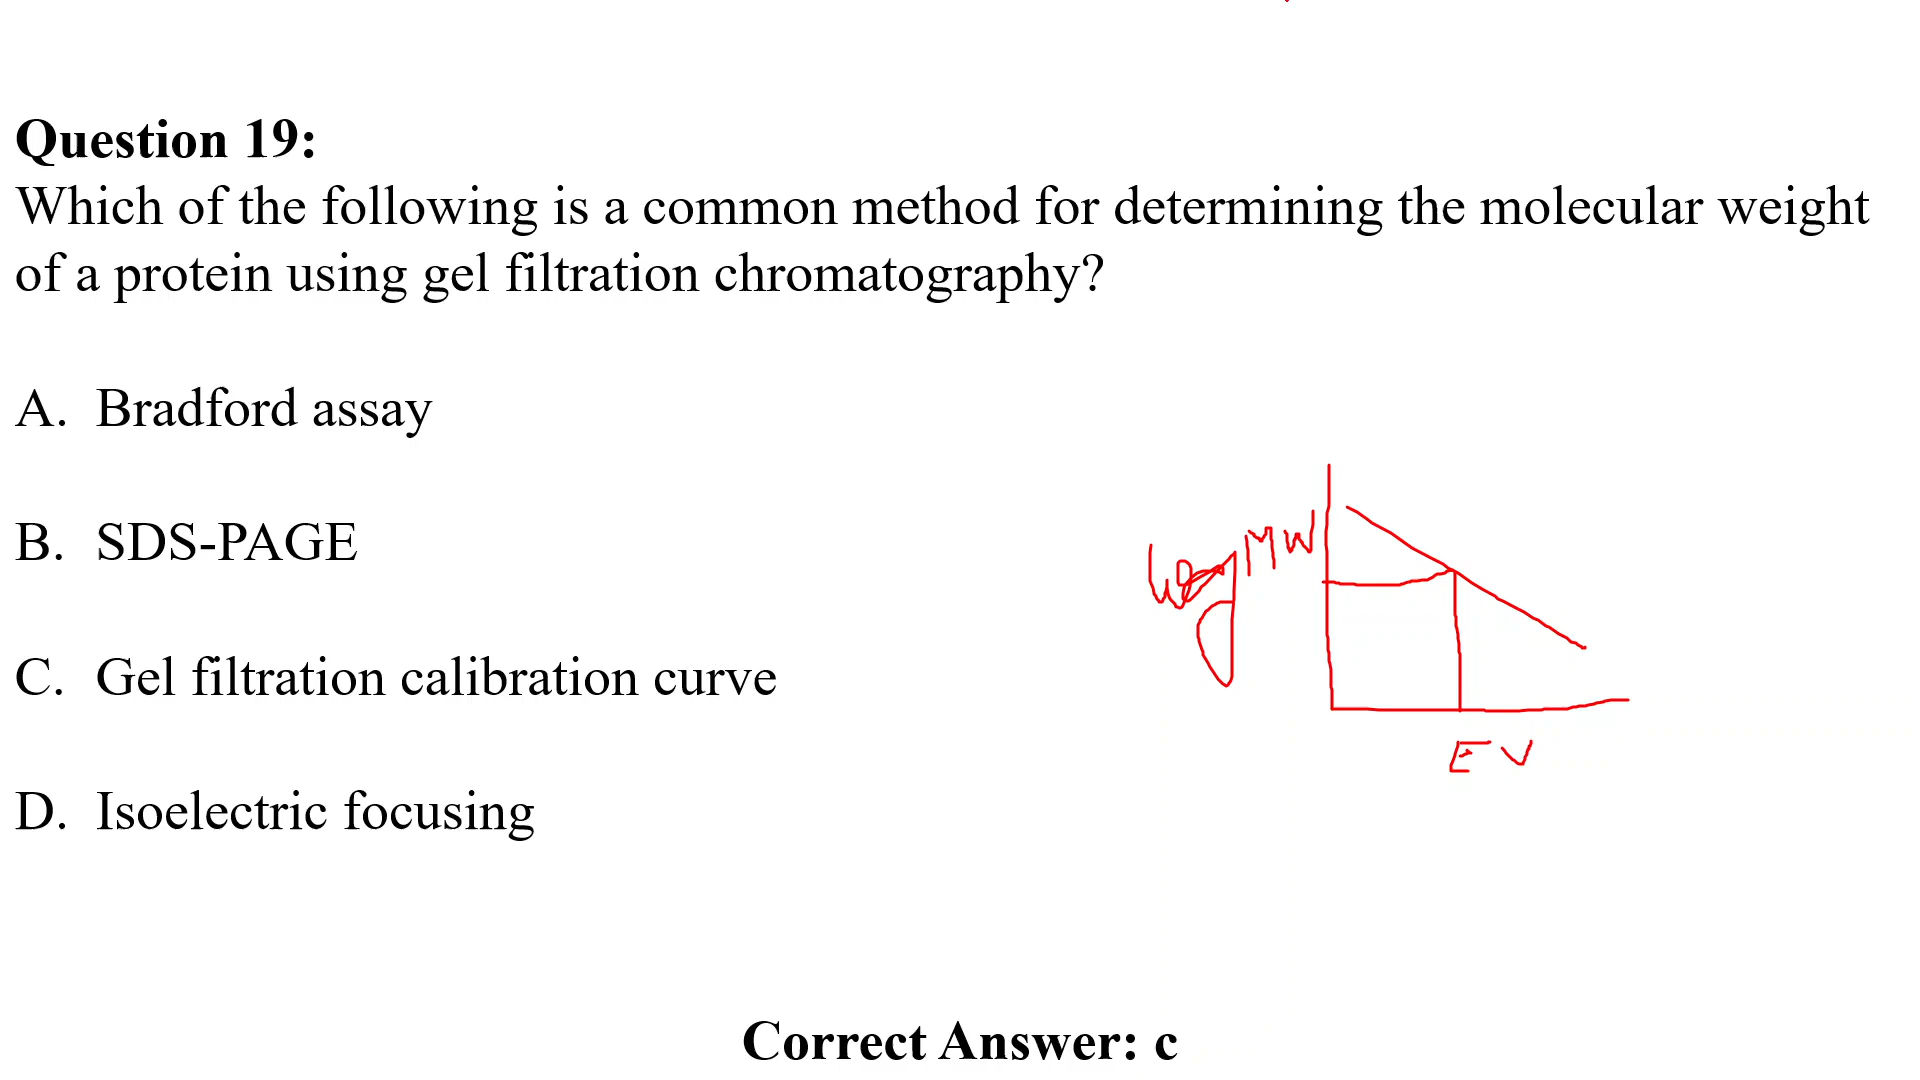 Question 19:
Which of the following is a common method for determining the molecular weight
of a protein using gel filtration chromatography?
A. Bradford assay
B. SDS-PAGE
C. Gel filtration calibration curve
D. Isoelectric focusing
log MW
EV
Correct Answer: c